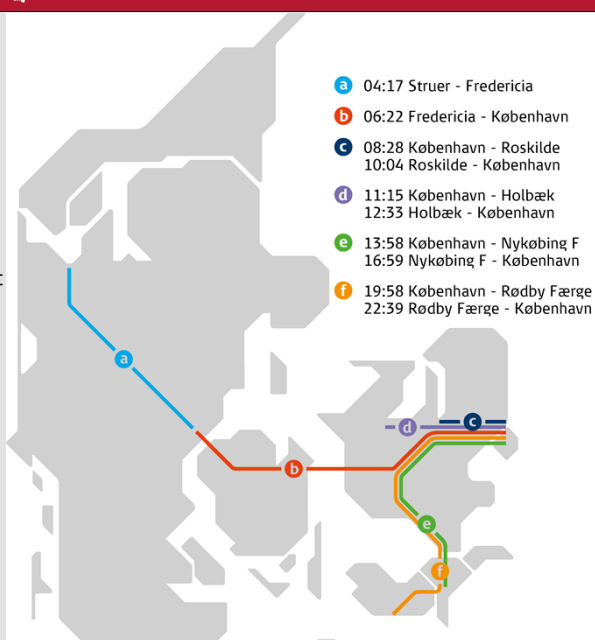 a 04:17 Struer - Fredericia
b 06:22 Fredericia - København
c 08:28 København - Roskilde
10:04 Roskilde - København
d 11:15 København - Holbæk
12:33 Holbæk - København
e 13:58 København - Nykøbing F
16:59 Nykøbing F - København
f 19:58 København - Rødby Færge
22:39 Rødby Færge - København
a
c
d
b
e
f